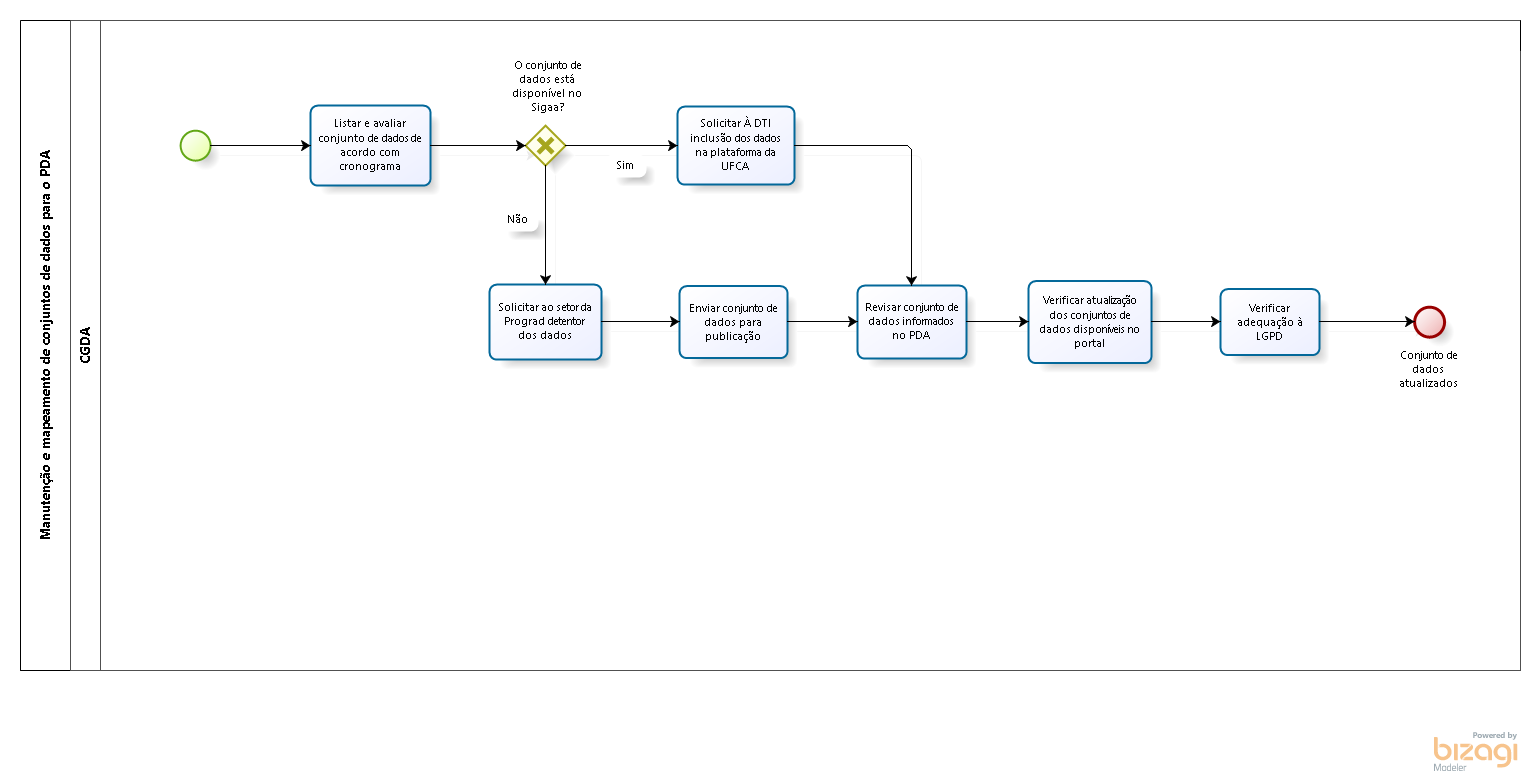 Manutenção e mapeamento de conjuntos de dados para o PDA
CGDA
Listar e avaliar
conjunto de dados de
acordo com
cronograma
O conjunto de
dados está
disponível no
Sigaa?
Sim
Não
Solicitar À DTI
inclusão dos dados
na plataforma da
UFCA
Solicitar ao setor da
Prograd detentor
dos dados
Enviar conjunto de
dados para
publicação
Revisar conjunto de
dados informados
no PDA
Verificar atualização
dos conjuntos de
dados disponíveis no
portal
Verificar
adequação à
LGPD
Conjunto de
dados
atualizados
Powered by
bizagi
Modeler